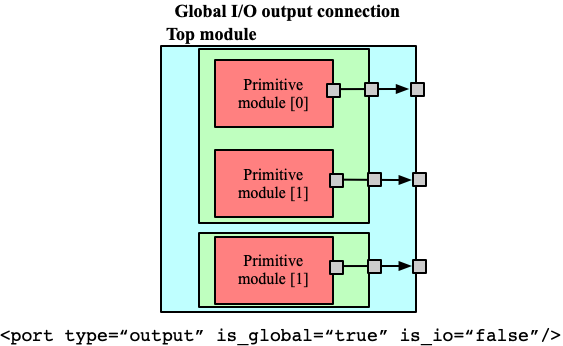 Global I/O output connection
Top module
Primitive
module [0]
Primitive
module [1]
Primitive
module [1]
<port type=“output” is_global=“true” is_io=“false”/>